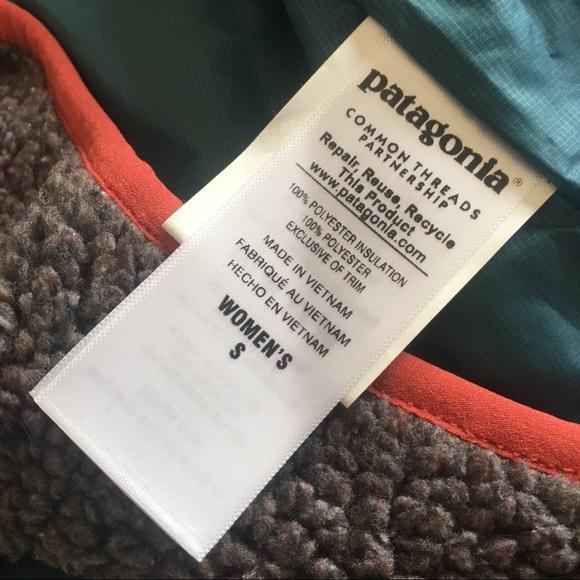 patagonia®
COMMON THREADS
PARTNERSHIP
Repair, Reuse, Recycle
This Product
www.patagonia.com
100% POLYESTER INSULATION
100% POLYESTER
EXCLUSIVE OF TRIM
MADE IN VIETNAM
FABRIQUÉ AU VIETNAM
HECHO EN VIETNAM
WOMEN'S
S